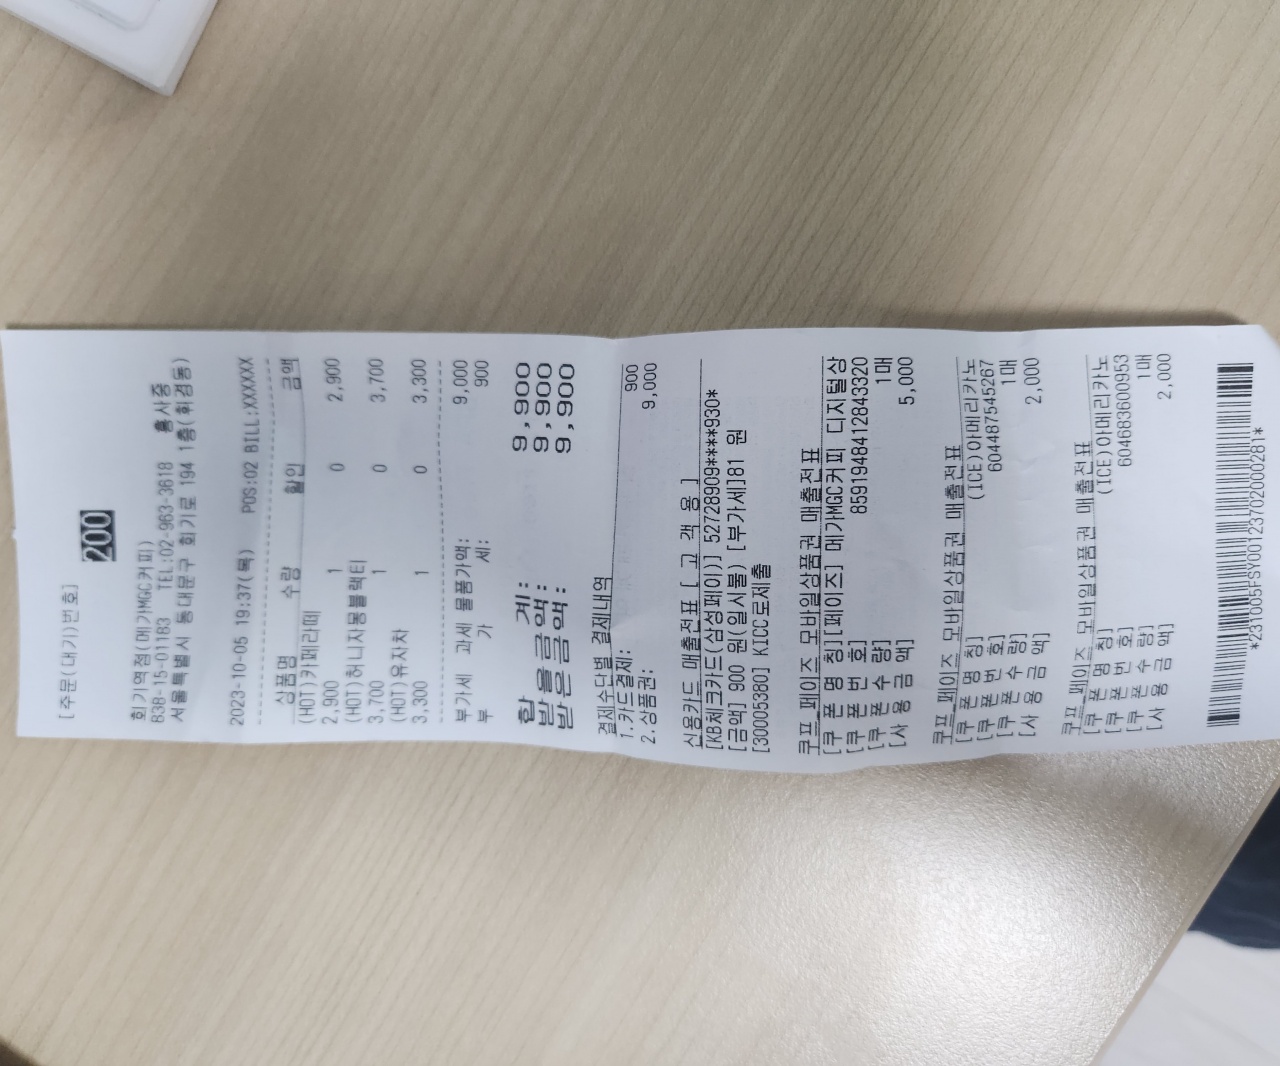 [주문(대기)번호]
200
회기역점(메가MGC커피)
838-15-01183 TEL:02-963-3618 홍사중
서울특별시 동대문구 회기로 194 1층(휘경동)
2023-10-05 19:37(목) POS:02 BILL:XXXXXX
상품명 수량 할인 금액
(HOT)카페라떼
2,900 1 0 2,900
(HOT)허니자몽블랙티
3,700 1 0 3,700
(HOT)유자차
3,300 1 0 3,300
부가세 과세 물품가액: 9,000
부 가 세: 900
합 계: 9,900
받을금액: 9,900
받은금액: 9,900
결제수단별 결제내역
1.카드결제: 900
2.상품권: 9,000
신용카드 매출전표 [ 고 객 용 ]
[KB체크카드(삼성페이)] 52728909****930*
[금액] 900 원(일시불) [부가세]81 원
[30005380] KICC로제출
쿠프_페이즈 모바일상품권 매출전표
[쿠 폰 명 칭][페이즈] 메가MGC커피 디지털상
[쿠 폰 번 호] 8591948412843320
[쿠 폰 수 량] 1매
[사 용 금 액] 5,000
쿠프_페이즈 모바일상품권 매출전표
[쿠 폰 명 칭] (ICE)아메리카노
[쿠 폰 번 호] 604487545267
[쿠 폰 수 량] 1매
[사 용 금 액] 2,000
쿠프_페이즈 모바일상품권 매출전표
[쿠 폰 명 칭] (ICE)아메리카노
[쿠 폰 번 호] 604683600953
[쿠 폰 수 량] 1매
[사 용 금 액] 2,000
*231005FSY001237020002​81*